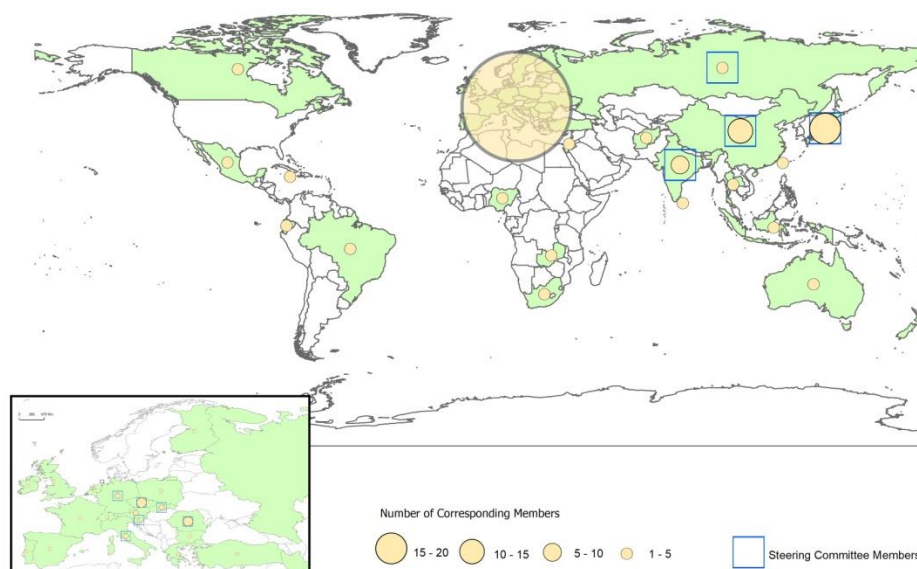 Number of Corresponding Members
15 - 20
10 - 15
5 - 10
1 - 5
Steering Committee Members